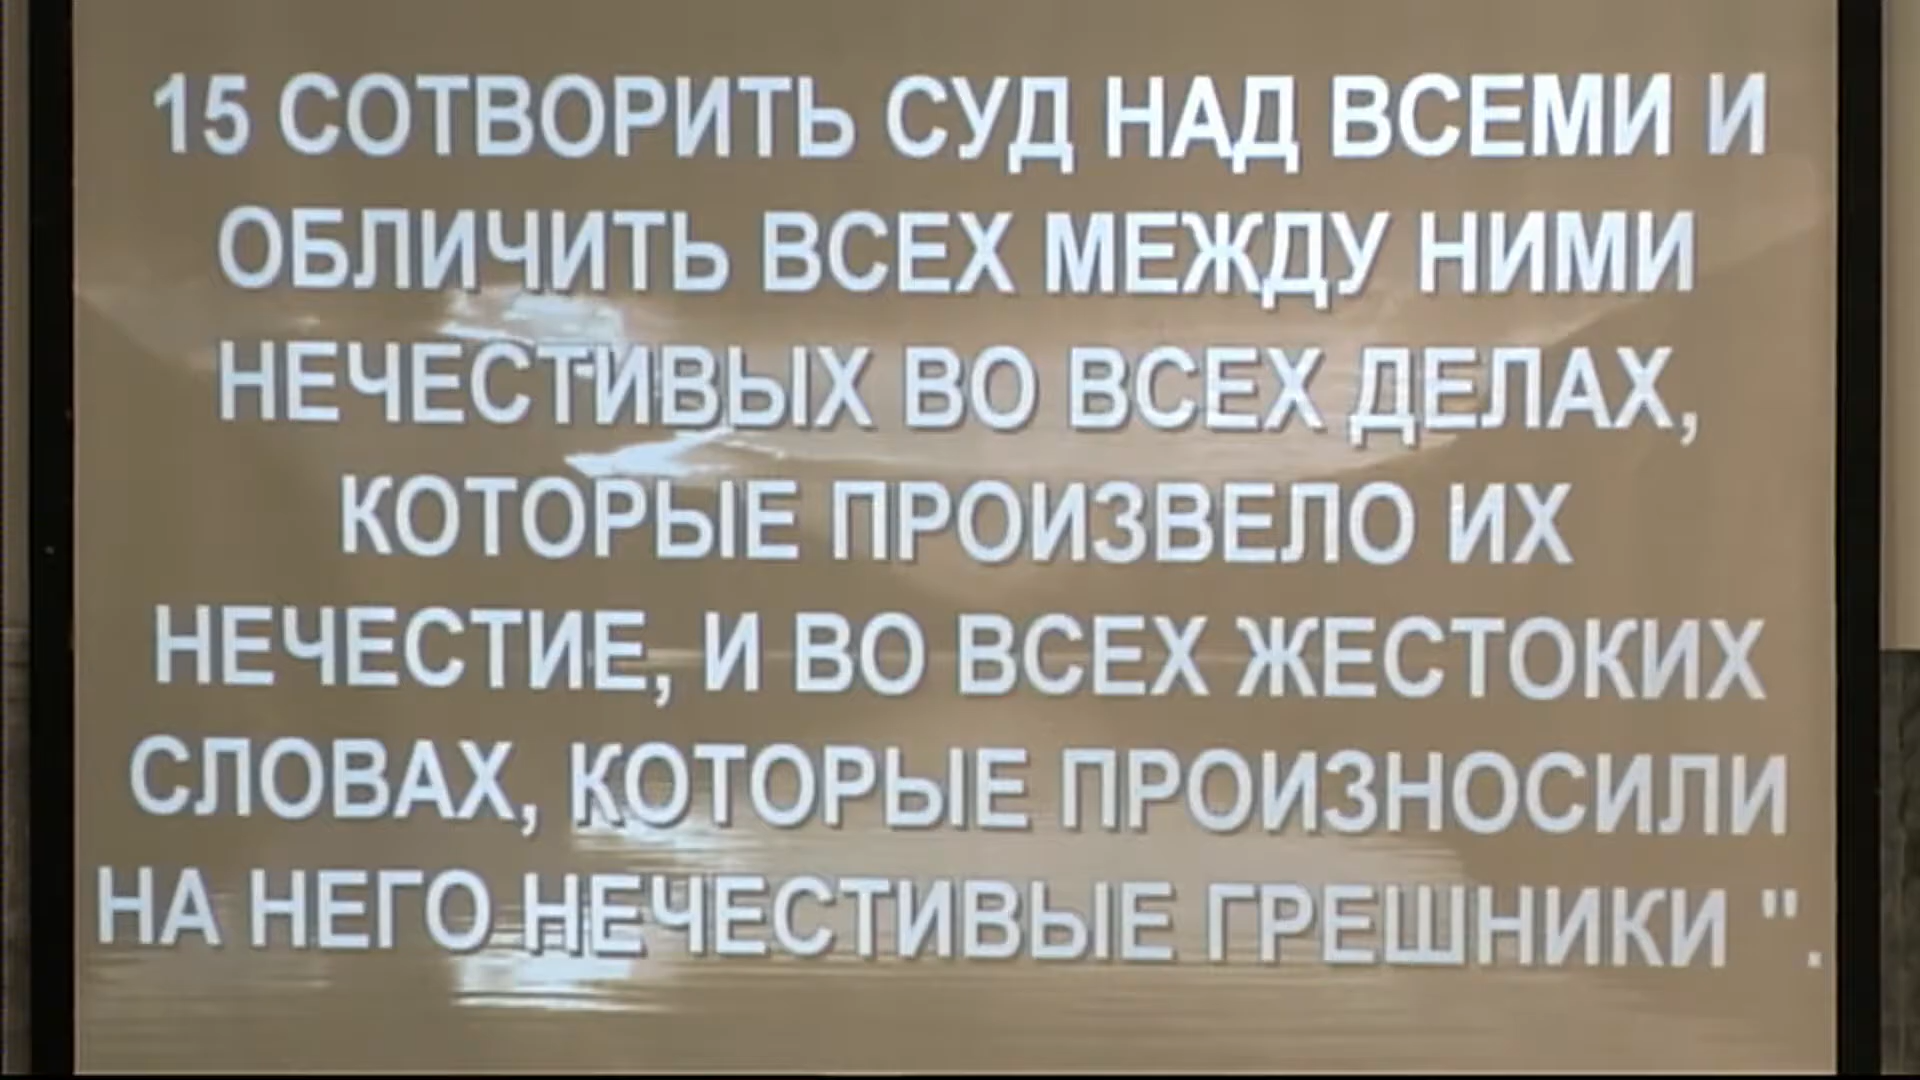 15 СОТВОРИТЬ СУД НАД ВСЕМИ И
ОБЛИЧИТЬ ВСЕХ МЕЖДУ НИМИ
НЕЧЕСТИВЫХ ВО ВСЕХ ДЕЛАХ,
КОТОРЫЕ ПРОИЗВЕЛО ИХ
НЕЧЕСТИЕ, И ВО ВСЕХ ЖЕСТОКИХ
СЛОВАХ, КОТОРЫЕ ПРОИЗНОСИЛИ
НА НЕГО НЕЧЕСТИВЫЕ ГРЕШНИКИ ".